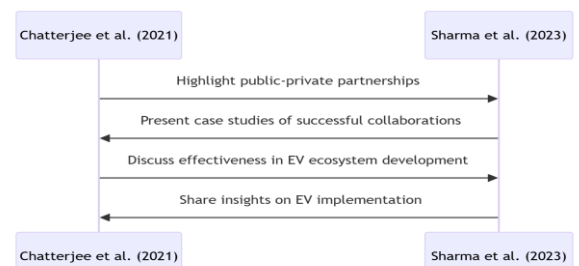 Chatterjee et al. (2021)
Sharma et al. (2023)
Highlight public-private partnerships
Present case studies of successful collaborations
Discuss effectiveness in EV ecosystem development
Share insights on EV implementation
Chatterjee et al. (2021)
Sharma et al. (2023)